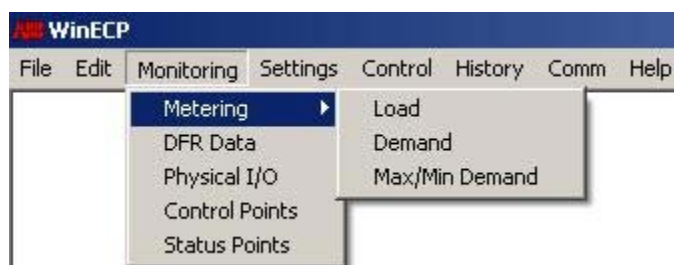 ABB WinECP
File Edit Monitoring Settings Control History Comm Help
Metering Load
DFR Data Demand
Physical I/O Max/Min Demand
Control Points
Status Points